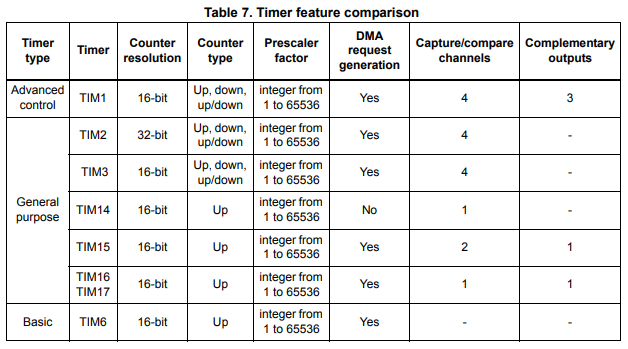 Table 7. Timer feature comparison
Timer type | Timer | Counter resolution | Counter type | Prescaler factor | DMA request generation | Capture/compare channels | Complementary outputs
Advanced control | TIM1 | 16-bit | Up, down, up/down | integer from 1 to 65536 | Yes | 4 | 3
General purpose | TIM2 | 32-bit | Up, down, up/down | integer from 1 to 65536 | Yes | 4 | -
TIM3 | 16-bit | Up, down, up/down | integer from 1 to 65536 | Yes | 4 | -
TIM14 | 16-bit | Up | integer from 1 to 65536 | No | 1 | -
TIM15 | 16-bit | Up | integer from 1 to 65536 | Yes | 2 | 1
TIM16 TIM17 | 16-bit | Up | integer from 1 to 65536 | Yes | 1 | 1
Basic | TIM6 | 16-bit | Up | integer from 1 to 65536 | Yes | - | -